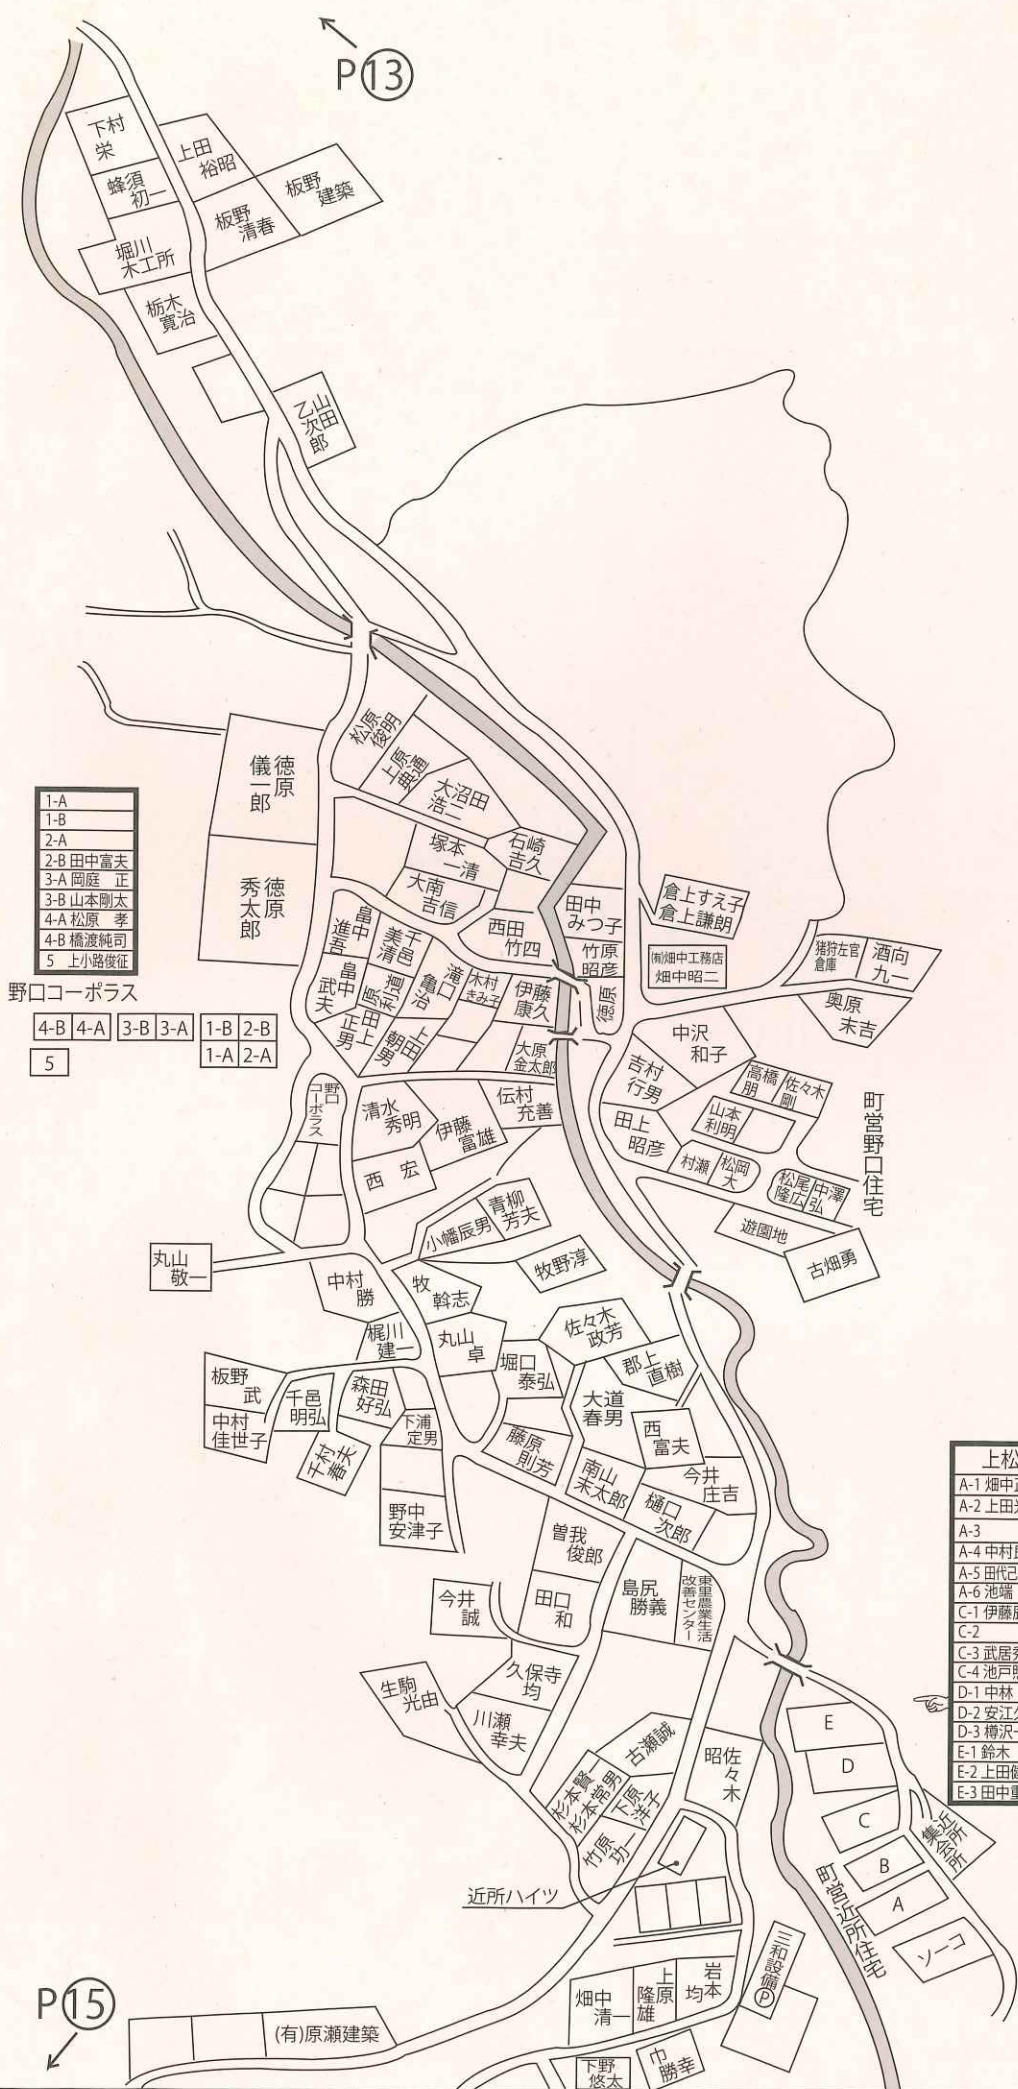 P⑬
下村
栄
上田
裕昭
蜂須
初一
板野
建築
板野
清春
堀川
木工所
栃木
寛治
山田
乙次郎
松原
俊明
上原
大沼田
浩二
徳原
儀一郎
徳原
秀太郎
塚本
一清
石崎
吉久
大南
吉信
西田
竹四
田中
みつ子
竹原
昭彦
倉上すえ子
倉上謙朗
㈲畑中工務店
畑中昭二
猪狩左官
倉庫
酒向
九一
奥原
末吉
1-A
1-B
2-A
2-B 田中富夫
3-A 岡庭 正
3-B 山本剛太
4-A 松原 孝
4-B 橋渡純司
5 上小路俊征
野口コーポラス
4-B 4-A 3-B 3-A 1-B 2-B
5 1-A 2-A
畠中
進吾
千邑
美清
畠中
武夫
原
利道
滝口
亀治
木村
きみ子
伊藤
康久
徳原
田上
正男
上田
朝男
大原
金太郎
中沢
和子
吉村
行男
高橋
朋
佐々木
剛
山本
利明
田上
昭彦
村瀬
松岡
大
松尾
隆広
中澤
弘
町営野口住宅
遊園地
古畑勇
野口
コーポラス
清水
秀明
伊藤
富雄
伝村
充善
西 宏
小幡辰男
青柳
芳夫
牧野淳
丸山
敬一
中村
勝
牧
幹志
梶川
建一
丸山
卓
佐々木
政芳
堀口
泰弘
郡上
直樹
板野
武
千邑
明弘
森田
好弘
中村
佳世子
千村
春夫
下浦
定男
大道
春男
西
富夫
藤原
則芳
南山
末太郎
今井
庄吉
樋口
次郎
野中
安津子
曽我
俊郎
今井
誠
田口
和
島尻
勝義
東里農業生活
改善センター
生駒
光由
久保寺
均
川瀬
幸夫
古瀬誠
佐々木
昭
杉本賢一
杉本常男
下原
洋子
竹原
功一
近所ハイツ
上松
A-1 畑中
A-2 上田
A-3
A-4 中村
A-5 田代
A-6 池端
C-1 伊藤
C-2
C-3 武居
C-4 池戸
D-1 中林
D-2 安江
D-3 樽沢
E-1 鈴木
E-2 上田
E-3 田中
E
D
C
B
A
ソーコ
近所
集会所
町営近所住宅
三和設備Ⓟ
畑中
清一
上原
隆雄
岩本
均
下野
悠太
巾
勝幸
P⑮
(有)原瀬建築